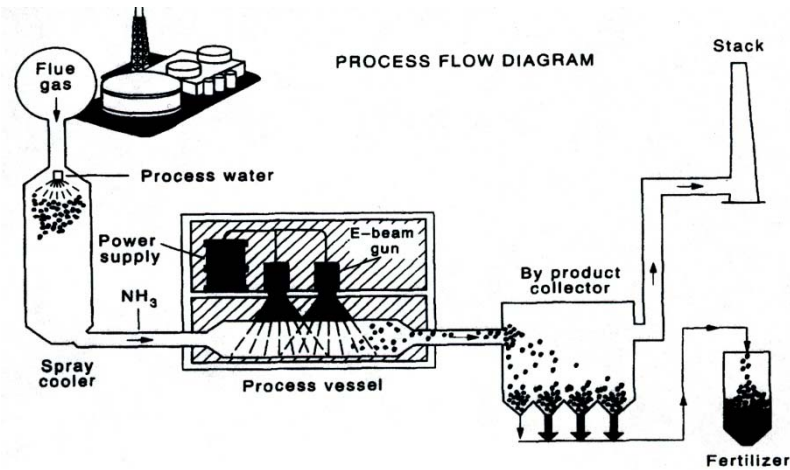 PROCESS FLOW DIAGRAM
Stack
Flue
gas
Process water
Power
supply
E-beam
gun
By product
collector
NH3
Spray
cooler
Process vessel
Fertilizer